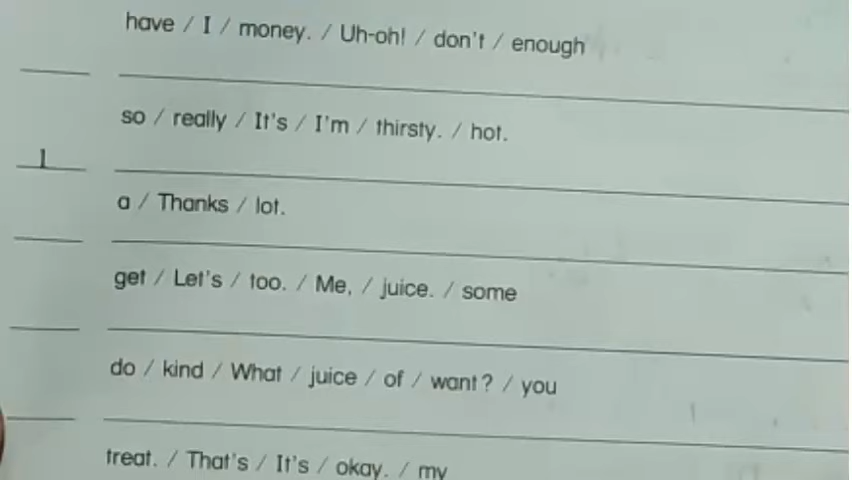 have / I / money. / Uh-oh! / don't / enough
so / really / It's / I'm / thirsty. / hot.
1
a / Thanks / lot.
get / Let's / too. / Me, / juice. / some
do / kind / What / juice / of / want? / you
treat. / That's / It's / okay. / my